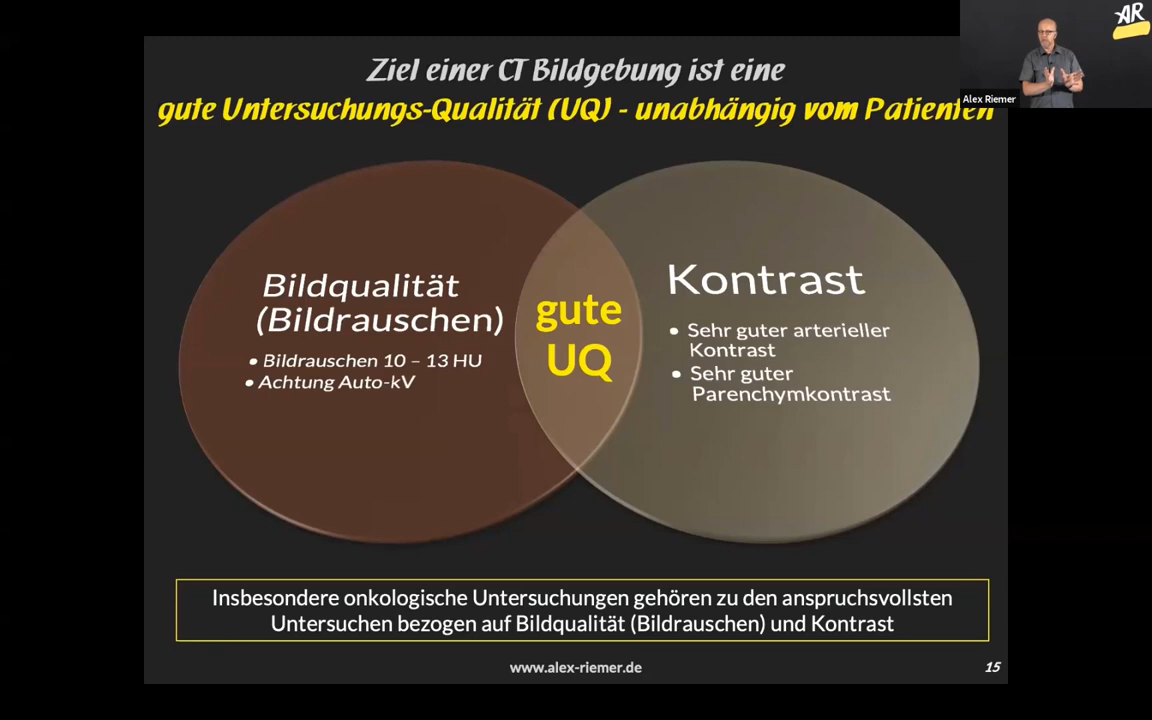 Ziel einer CT Bildgebung ist eine
gute Untersuchungs-Qualität (UQ) - unabhängig vom Patienten
AR
Alex Riemer
Bildqualität
(Bildrauschen)
• Bildrauschen 10 – 13 HU
• Achtung Auto-kV
gute
UQ
Kontrast
• Sehr guter arterieller
Kontrast
• Sehr guter
Parenchymkontrast
Insbesondere onkologische Untersuchungen gehören zu den anspruchsvollsten
Untersuchen bezogen auf Bildqualität (Bildrauschen) und Kontrast
www.alex-riemer.de
15